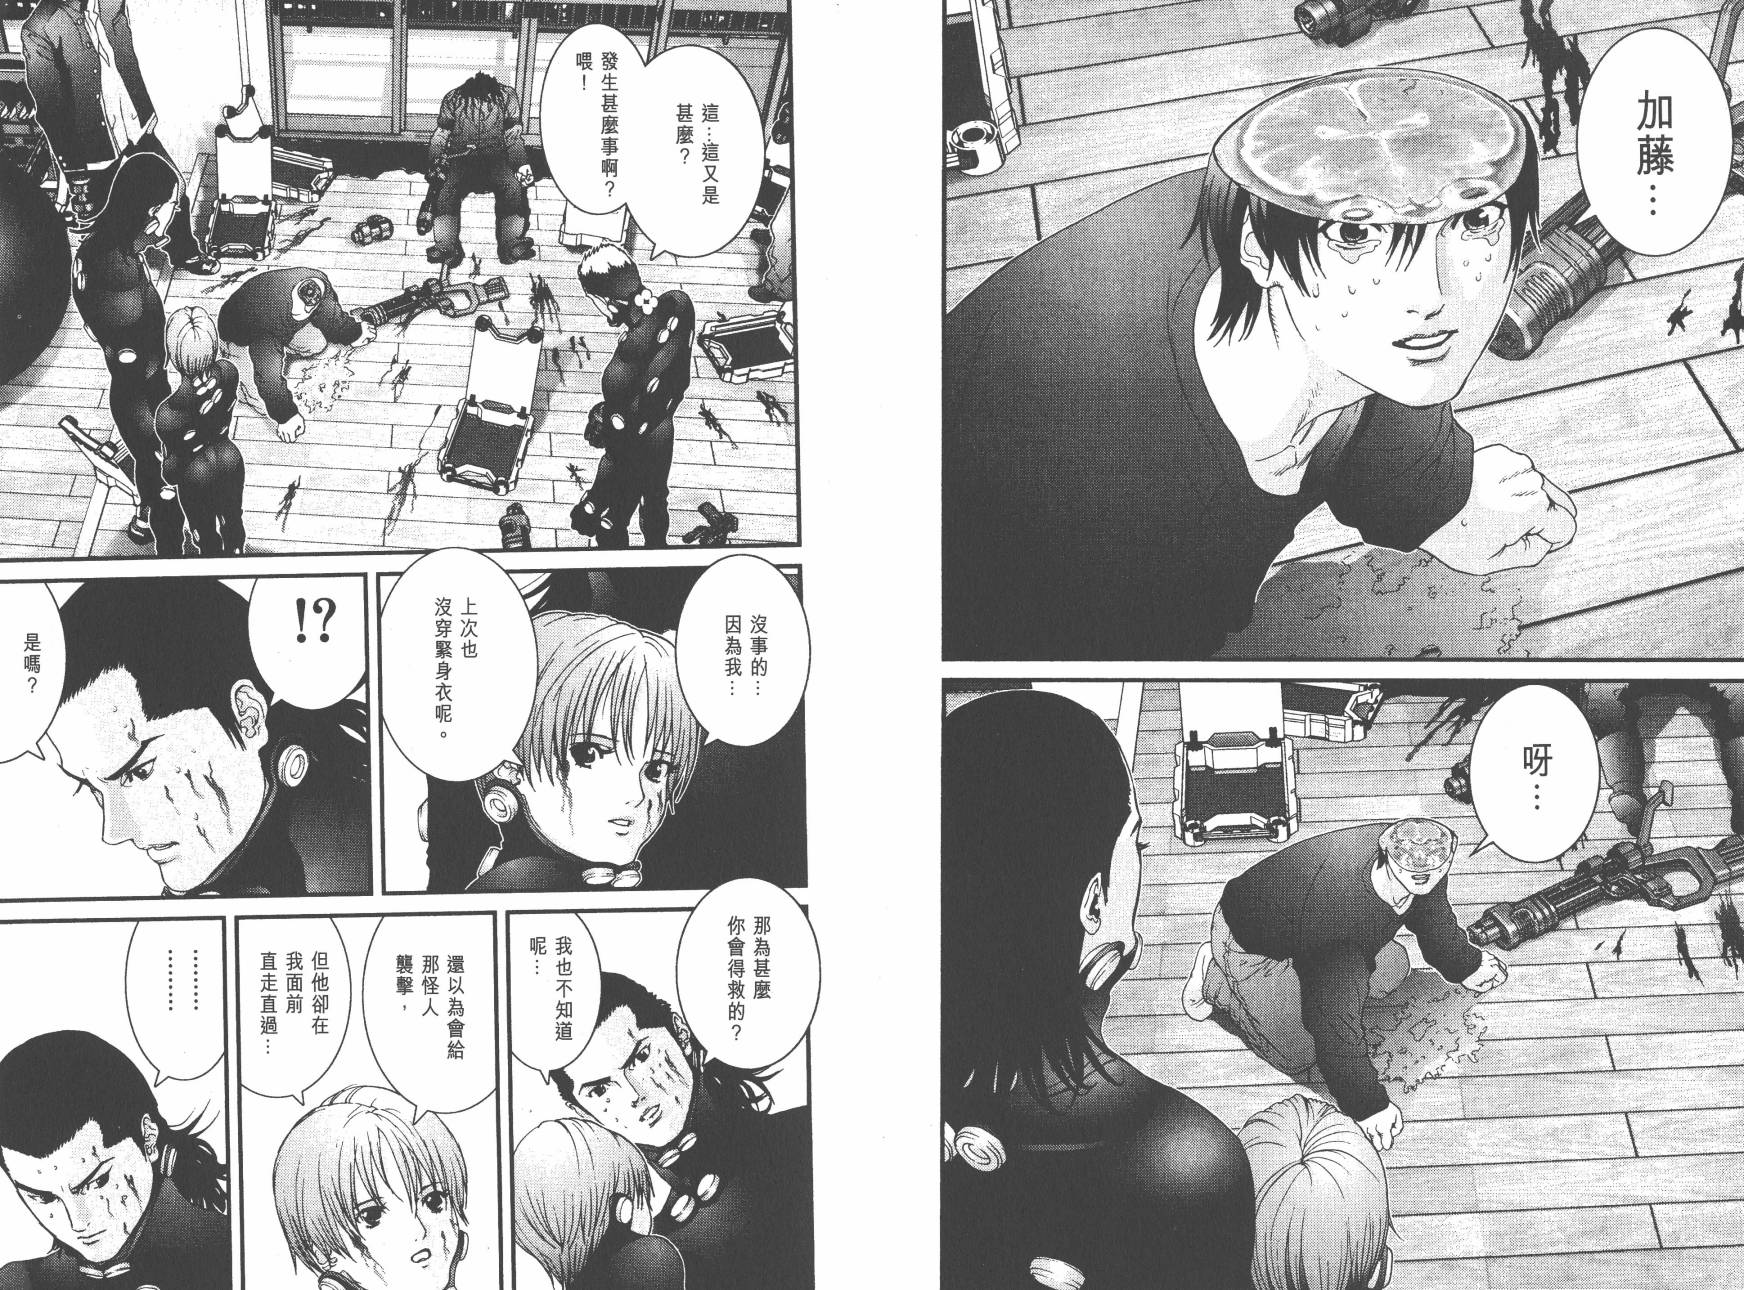 加藤…
呀…
這…這又是
甚麼？
發生甚麼事啊？
喂！
沒事的…
因為我…
上次也
沒穿緊身衣呢。
!?
是嗎？
那為甚麼
你會得救的？
我也不知道
呢…
還以為會給
那怪人
襲擊，
但他卻在
我面前
直走直過…
………
………